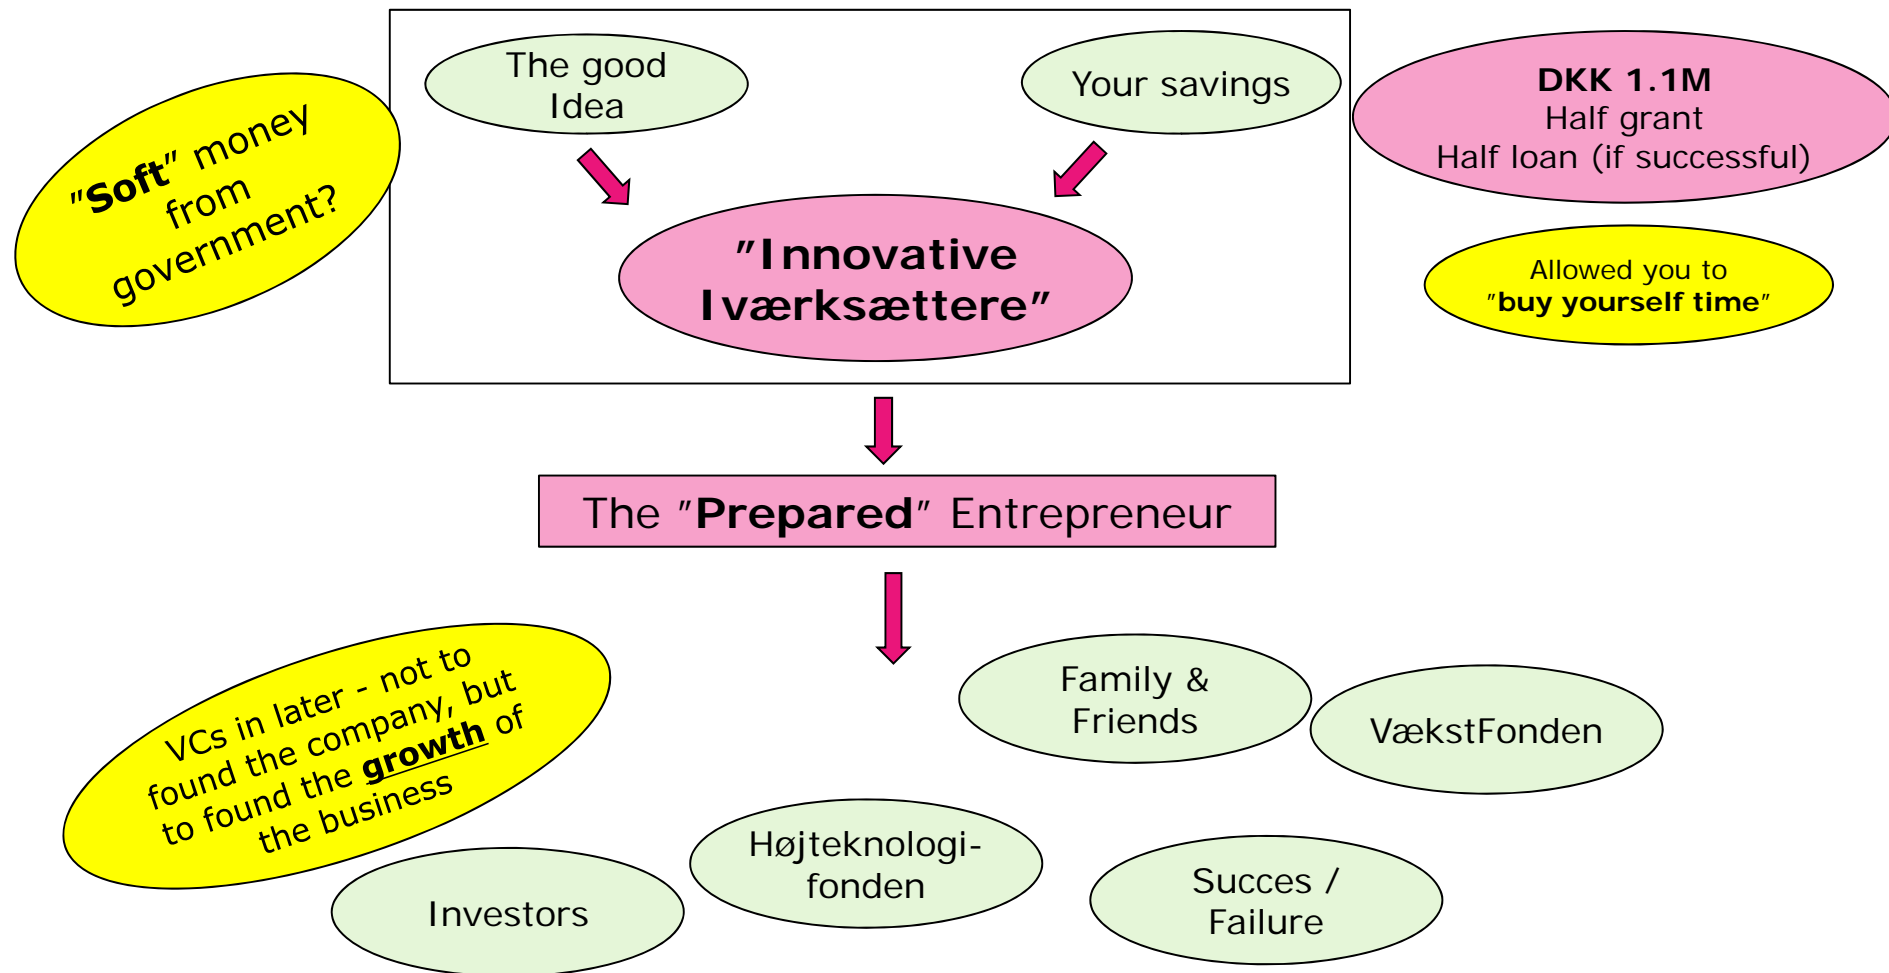 The good
Idea
Your savings
DKK 1.1M
Half grant
Half loan (if successful)
"Soft" money
from
government?
"Innovative
Iværksættere"
Allowed you to
"buy yourself time"
The "Prepared" Entrepreneur
VCs in later - not to
found the company, but
to found the growth of
the business
Family &
Friends
VækstFonden
Højteknologi-
fonden
Investors
Succes /
Failure